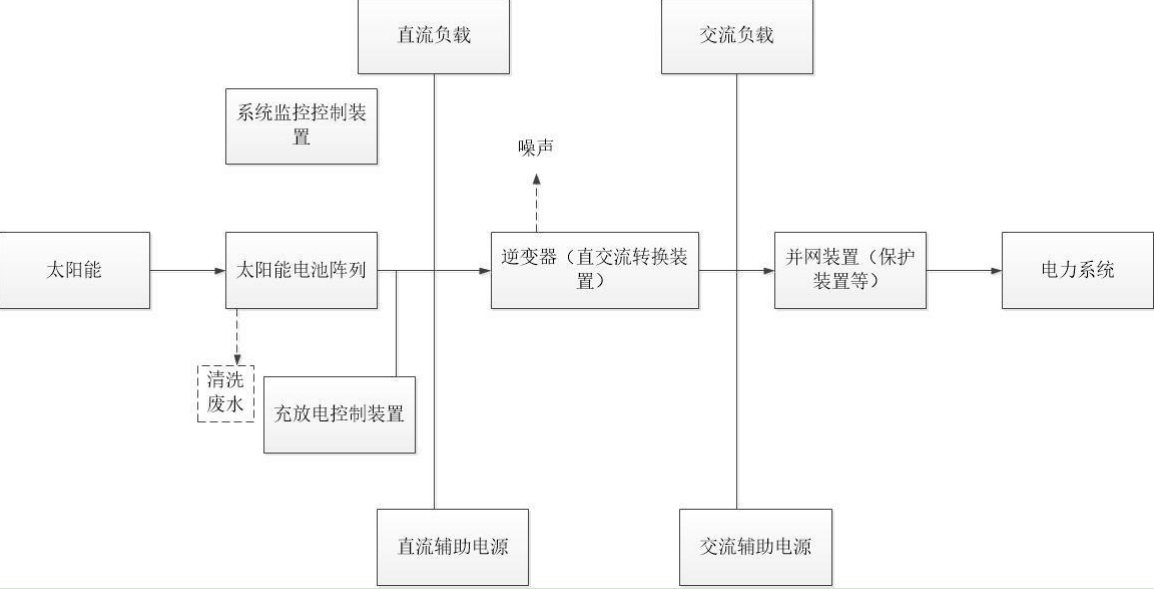 直流负载
交流负载
系统监控控制装
置
噪声
太阳能
太阳能电池阵列
逆变器（直交流转换装
置）
并网装置（保护
装置等）
电力系统
清洗
废水
充放电控制装置
直流辅助电源
交流辅助电源